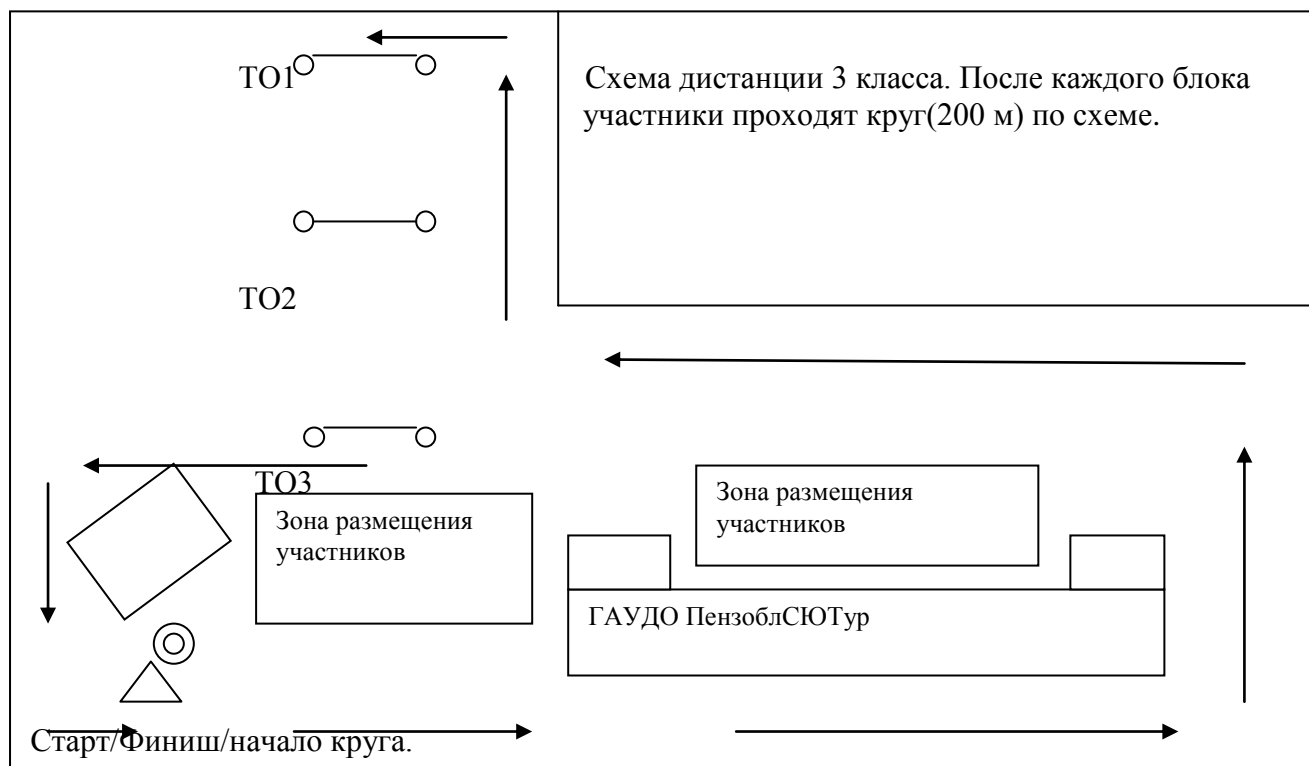 ТО1
Схема дистанции 3 класса. После каждого блока
участники проходят круг(200 м) по схеме.
ТО2
ТО3
Зона размещения
участников
Зона размещения
участников
ГАУДО ПензоблСЮТур
Старт/Финиш/начало круга.